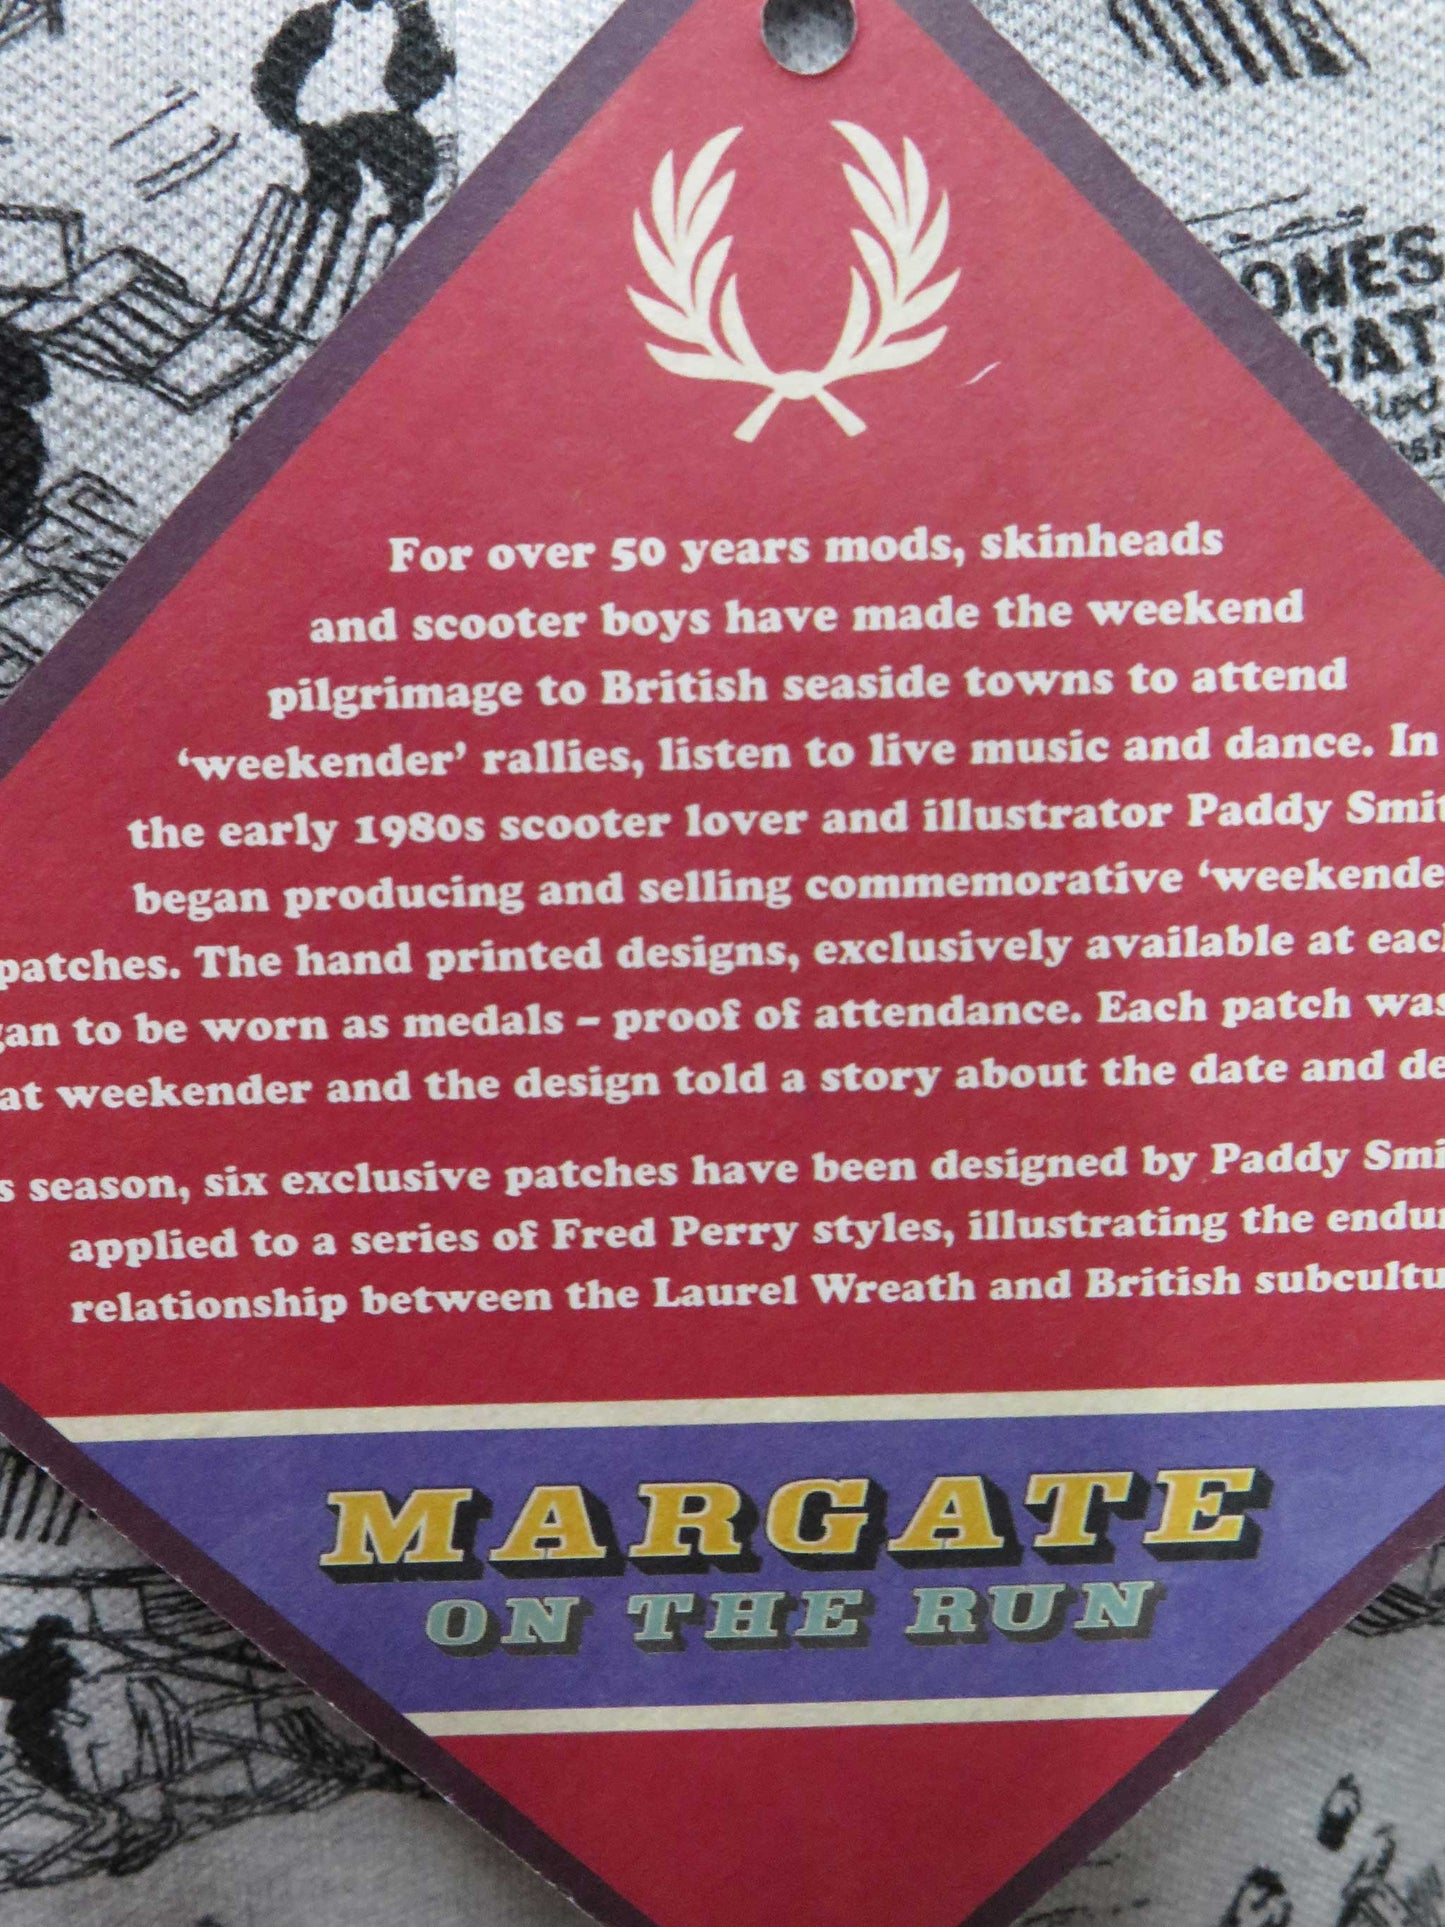 For over 50 years mods, skinheads
and scooter boys have made the weekend
pilgrimage to British seaside towns to attend
‘weekender’ rallies, listen to live music and dance. In
the early 1980s scooter lover and illustrator Paddy
began producing and selling commemorative
patches. The hand printed designs, exclusively available at
to be worn as medals – proof of attendance. Each patch was
weekender and the design told a story about the date and
season, six exclusive patches have been designed by Paddy
applied to a series of Fred Perry styles, illustrating the
relationship between the Laurel Wreath and British
MARGATE
ON THE RUN